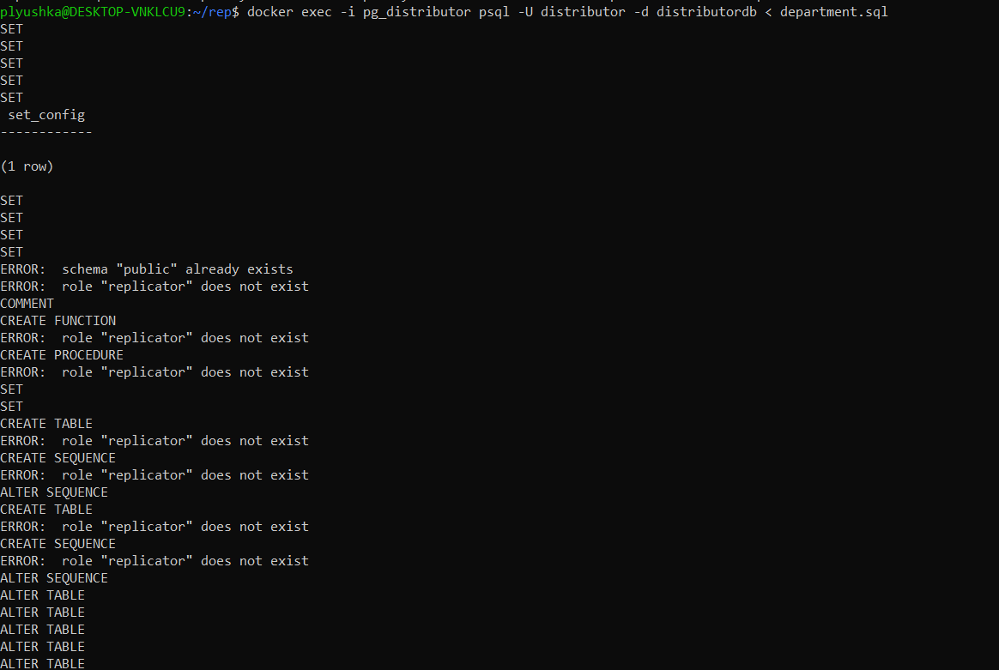 plyushka@DESKTOP-VNKLCU9:~/rep$ docker exec -i pg_distributor psql -U distributor -d distributordb < department.sql
SET
SET
SET
SET
SET
 set_config
------------

(1 row)

SET
SET
SET
SET
ERROR:  schema "public" already exists
ERROR:  role "replicator" does not exist
COMMENT
CREATE FUNCTION
ERROR:  role "replicator" does not exist
CREATE PROCEDURE
ERROR:  role "replicator" does not exist
SET
SET
CREATE TABLE
ERROR:  role "replicator" does not exist
CREATE SEQUENCE
ERROR:  role "replicator" does not exist
ALTER SEQUENCE
CREATE TABLE
ERROR:  role "replicator" does not exist
CREATE SEQUENCE
ERROR:  role "replicator" does not exist
ALTER SEQUENCE
ALTER TABLE
ALTER TABLE
ALTER TABLE
ALTER TABLE
ALTER TABLE